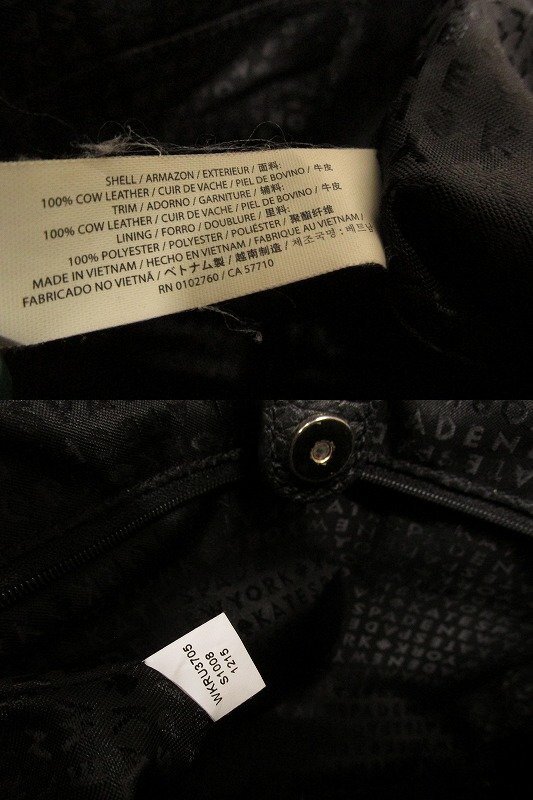 SHELL / ARMAZON / EXTERIEUR / 面料:
100% COW LEATHER / CUIR DE VACHE / PIEL DE BOVINO / 牛皮
TRIM / ADORNO / GARNITURE / 辅料:
100% COW LEATHER / CUIR DE VACHE / PIEL DE BOVINO / 牛皮
LINING / FORRO / DOUBLURE / 里料:
100% POLYESTER / POLYESTER / POLIÉSTER / 聚酯纤维
MADE IN VIETNAM / HECHO EN VIETNAM / FABRIQUE AU VIETNAM /
FABRICADO NO VIETNÃ / ベトナム製 / 越南制造 / 제조국명: 베트남
RN 0102760 / CA 57710
ADEN
ALES
YORK
KATES
WKRU3705
S1008
1215